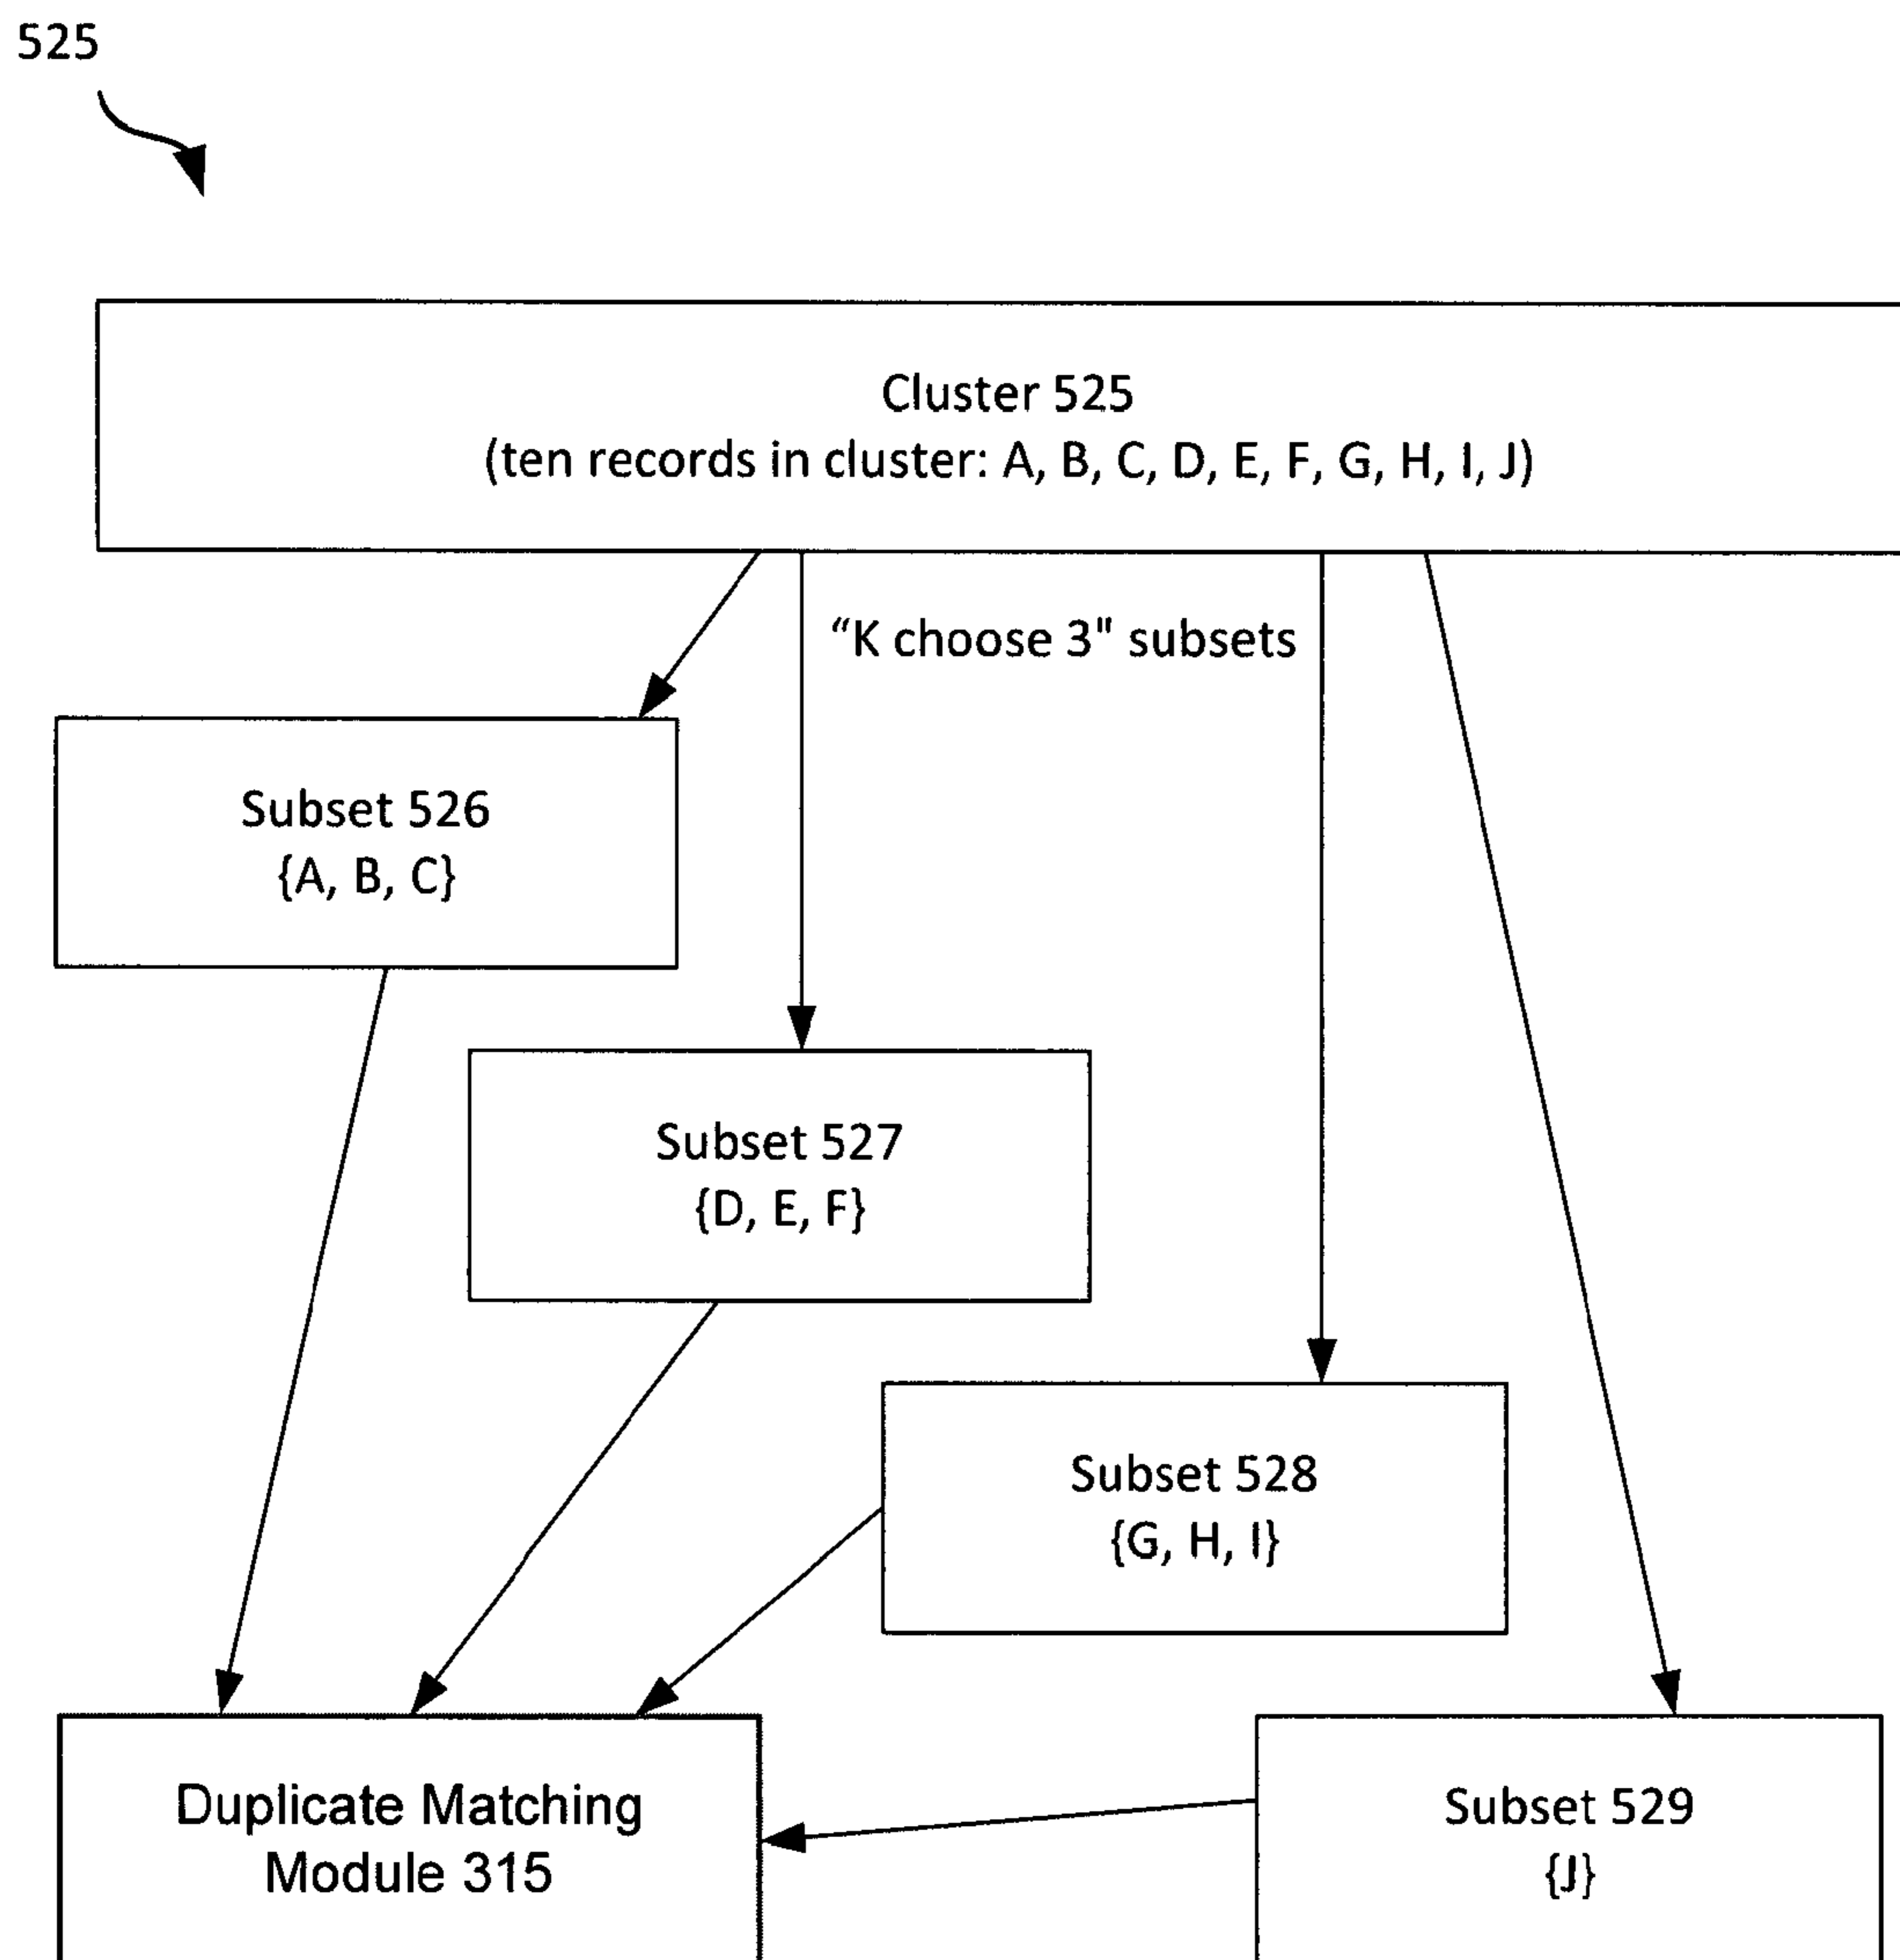 525
Cluster 525
(ten records in cluster: A, B, C, D, E, F, G, H, I, J)
“K choose 3" subsets
Subset 526
{A, B, C}
Subset 527
{D, E, F}
Subset 528
{G, H, I}
Duplicate Matching
Module 315
Subset 529
{J}